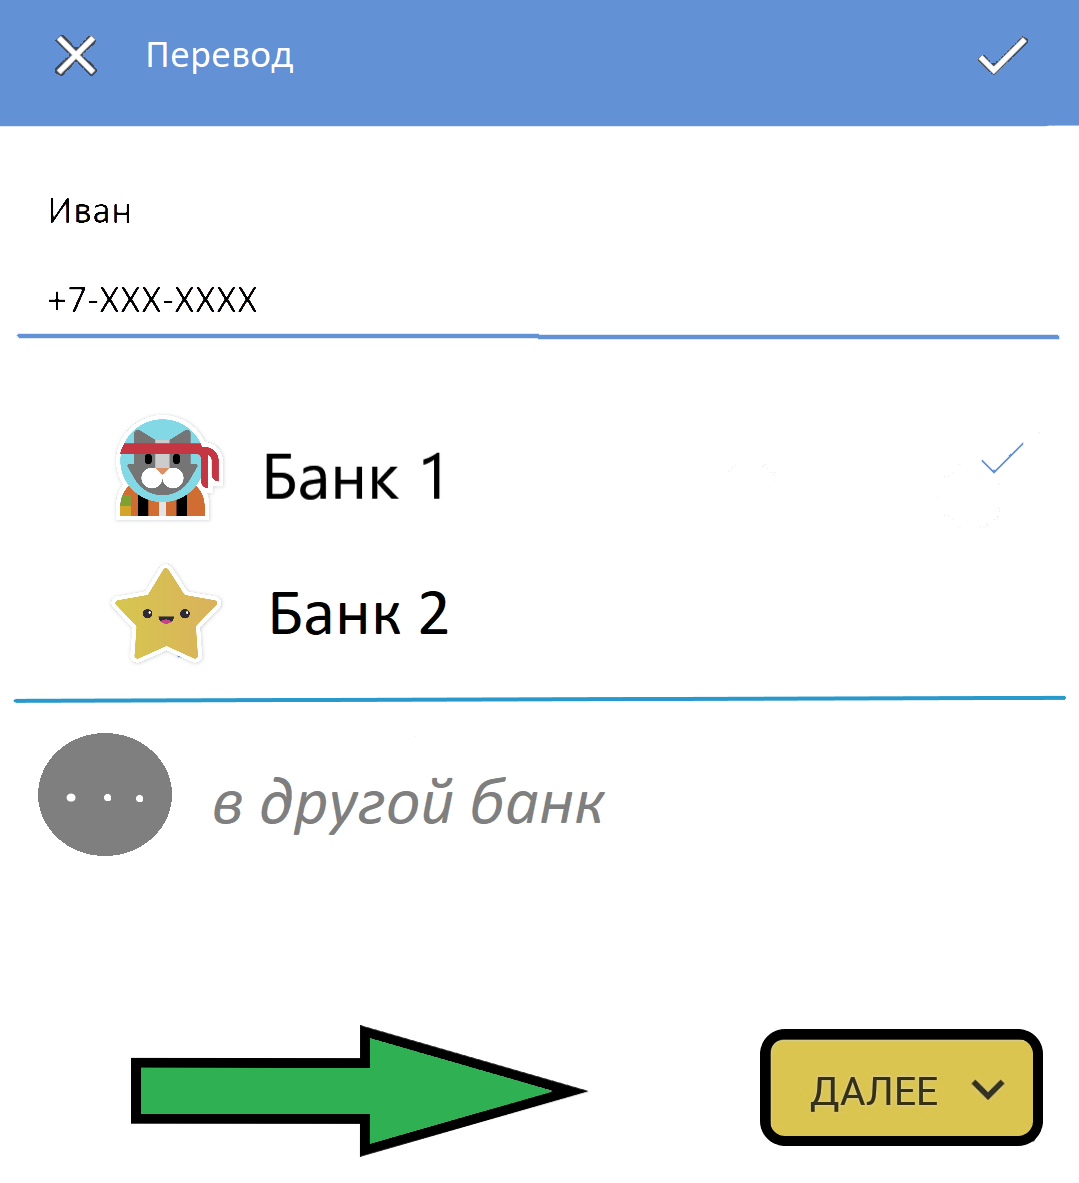 Перевод
Иван
+7-XXX-XXXX
Банк 1
Банк 2
в другой банк
ДАЛЕЕ